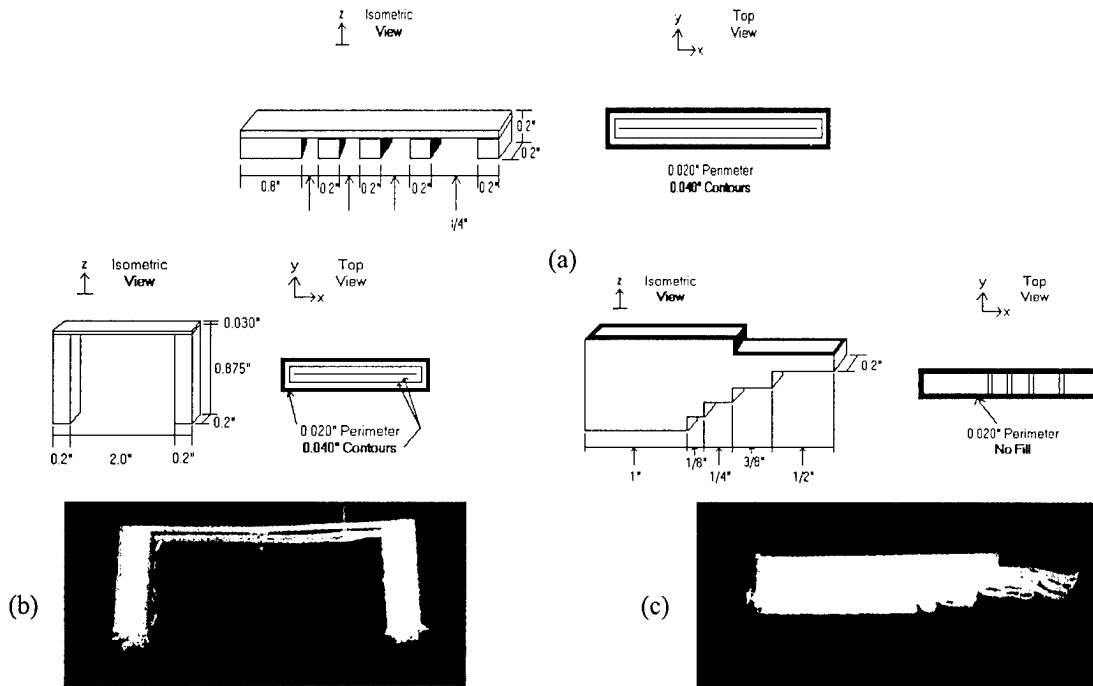 z Isometric View
y x Top View
0.2"
0.2"
0.8" 0.2" 0.2" 0.2" 0.2"
1/4"
0.020" Perimeter
0.040" Contours
(a)
z Isometric View
y x Top View
0.030"
0.875"
0.2"
0.2" 2.0" 0.2"
0.020" Perimeter
0.040" Contours
z Isometric View
y x Top View
0.2"
1" 1/8" 1/4" 3/8" 1/2"
0.020" Perimeter
No Fill
(b)
(c)